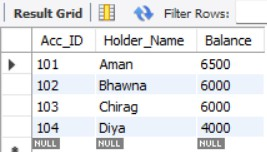 Result Grid Filter Rows:
Acc_ID Holder_Name Balance
101 Aman 6500
102 Bhawna 6000
103 Chirag 6000
104 Diya 4000
NULL NULL NULL